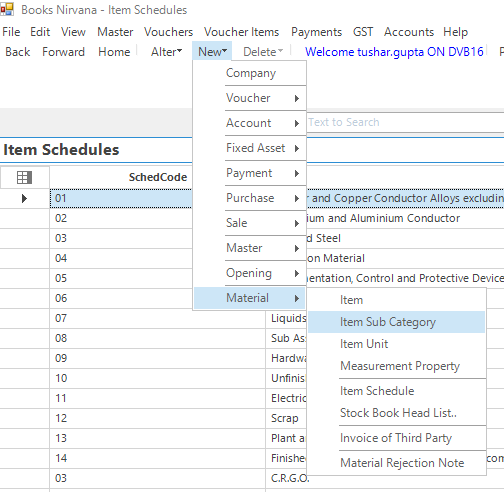 Books Nirvana - Item Schedules
File Edit View Master Vouchers Voucher Items Payments GST Accounts Help
Back Forward Home Alter New Delete Welcome tushar.gupta ON DVB16 P
Company
Voucher
Account
Text to Search
Fixed Asset
Item Schedules
Payment
SchedCode
Purchase
01 r and Copper Conductor Alloys excluding
02 Sale ium and Aluminium Conductor
03 d Steel
Master
04 on Material
Opening
05 mentation, Control and Protective Device
06 Material
Item
07 Liquids
Item Sub Category
08 Sub Ass
Item Unit
09 Hardwa
Measurement Property
10 Unfinish
Item Schedule
11 Electric
Stock Book Head List..
12 Scrap
13 Plant a
Invoice of Third Party
14 Finished com
Material Rejection Note
03 C.R.G.O.